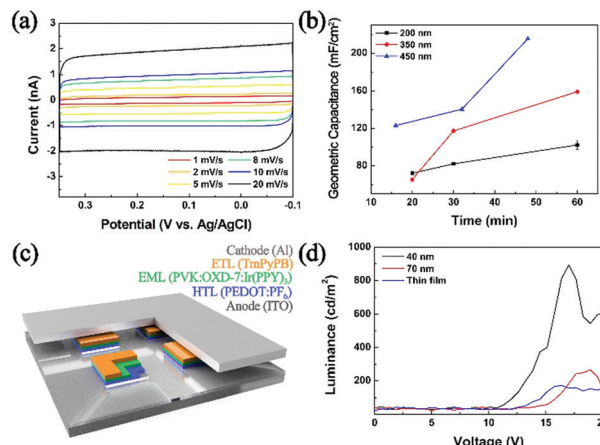 (a)
3
2
1
0
-1
-2
-3
Current (nA)
1 mV/s
2 mV/s
5 mV/s
8 mV/s
10 mV/s
20 mV/s
0.3
0.2
0.1
0.0
-0.1
Potential (V vs. Ag/AgCl)
(b)
Geometric Capacitance (mF/cm²)
200
160
120
80
200 nm
350 nm
450 nm
10
20
30
40
50
60
Time (min)
(c)
Cathode (Al)
ETL (TmPyPB)
EML (PVK:OXD-7:Ir(PPY)₃)
HTL (PEDOT:PF₆)
Anode (ITO)
(d)
Luminance (cd/m²)
1000
800
600
400
200
0
40 nm
70 nm
Thin film
0
5
10
15
20
Voltage (V)